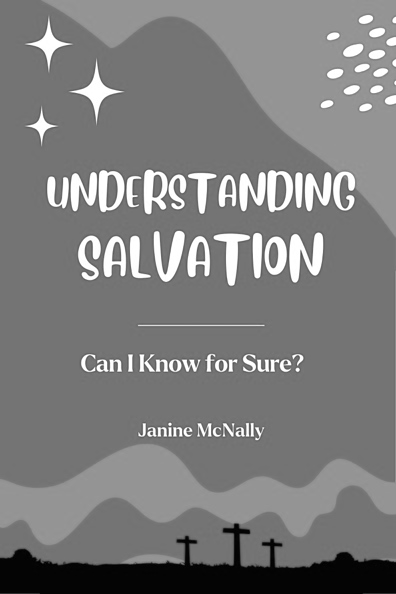 UNDERSTANDING
SALVATION
Can I Know for Sure?
Janine McNally